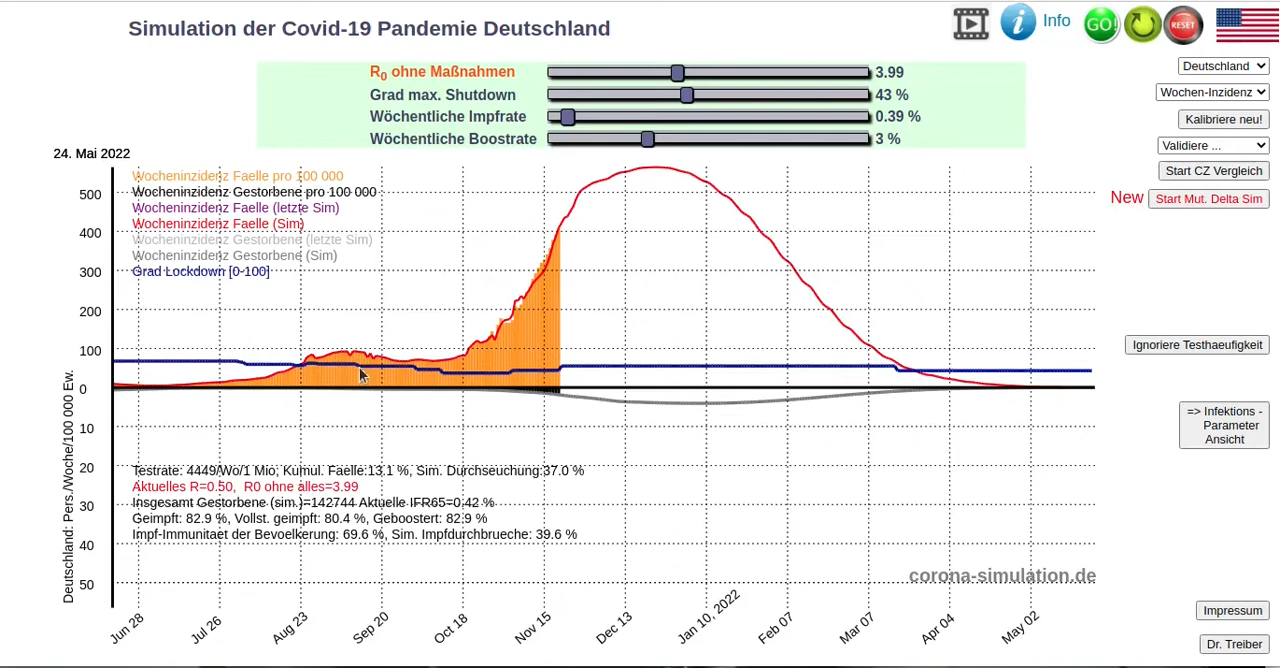 Simulation der Covid-19 Pandemie Deutschland
Info
GO!
RESET
R0 ohne Maßnahmen 3.99
Grad max. Shutdown 43 %
Wöchentliche Impfrate 0.39 %
Wöchentliche Boostrate 3 %
Deutschland
Wochen-Inzidenz
Kalibriere neu!
Validiere ...
Start CZ Vergleich
New Start Mut. Delta Sim
Ignoriere Testhaeufigkeit
=> Infektions -
Parameter
Ansicht
Impressum
Dr. Treiber
24. Mai 2022
Wocheninzidenz Faelle pro 100 000
Wocheninzidenz Gestorbene pro 100 000
Wocheninzidenz Faelle (letzte Sim)
Wocheninzidenz Faelle (Sim)
Wocheninzidenz Gestorbene (letzte Sim)
Wocheninzidenz Gestorbene (Sim)
Grad Lockdown [0-100]
500
400
300
200
100
0
10
20
30
40
50
Deutschland: Pers./Woche/100 000 Ew.
Testrate: 4449/Wo/1 Mio; Kumul. Faelle:13.1 %, Sim. Durchseuchung:37.0 %
Aktuelles R=0.50, R0 ohne alles=3.99
Insgesamt Gestorbene (sim.)=142744 Aktuelle IFR65=0.42 %
Geimpft: 82.9 %, Vollst. geimpft: 80.4 %, Geboostert: 82.9 %
Impf-Immunitaet der Bevoelkerung: 69.6 %, Sim. Impfdurchbrueche: 39.6 %
corona-simulation.de
Jun 28
Jul 26
Aug 23
Sep 20
Oct 18
Nov 15
Dec 13
Jan 10, 2022
Feb 07
Mar 07
Apr 04
May 02